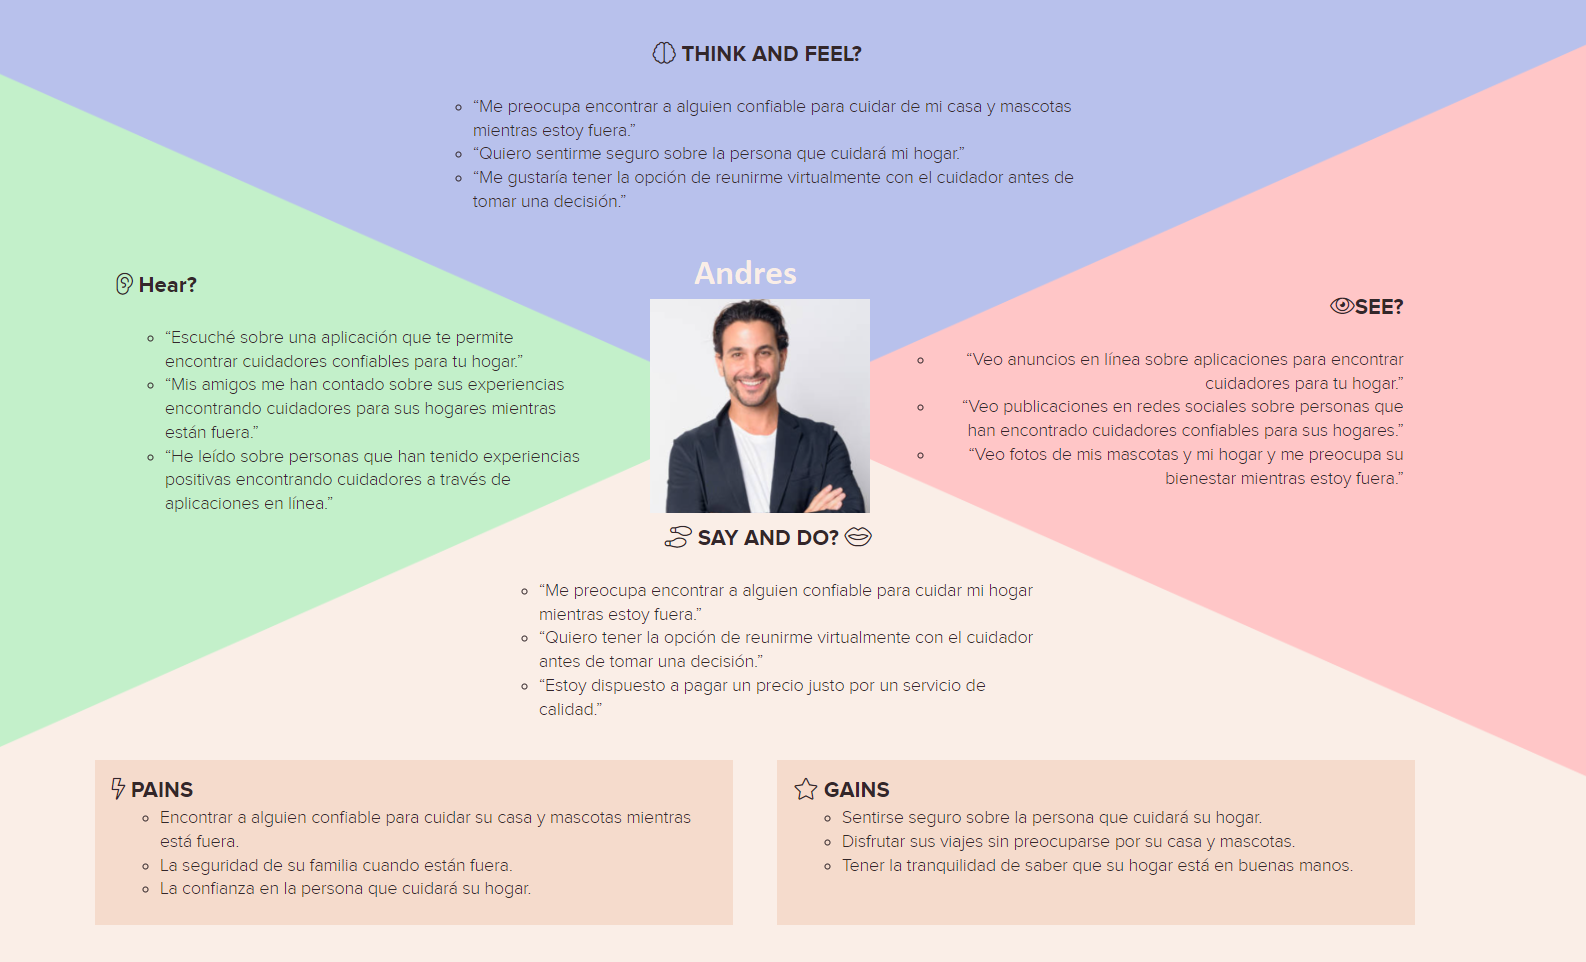 THINK AND FEEL?
“Me preocupa encontrar a alguien confiable para cuidar de mi casa y mascotas
mientras estoy fuera.”
“Quiero sentirme seguro sobre la persona que cuidará mi hogar.”
“Me gustaría tener la opción de reunirme virtualmente con el cuidador antes de
tomar una decisión.”
Andres
Hear?
“Escuché sobre una aplicación que te permite
encontrar cuidadores confiables para tu hogar.”
“Mis amigos me han contado sobre sus experiencias
encontrando cuidadores para sus hogares mientras
están fuera.”
“He leído sobre personas que han tenido experiencias
positivas encontrando cuidadores a través de
aplicaciones en línea.”
SEE?
“Veo anuncios en línea sobre aplicaciones para encontrar
cuidadores para tu hogar.”
“Veo publicaciones en redes sociales sobre personas que
han encontrado cuidadores confiables para sus hogares.”
“Veo fotos de mis mascotas y mi hogar y me preocupa su
bienestar mientras estoy fuera.”
SAY AND DO?
“Me preocupa encontrar a alguien confiable para cuidar mi hogar
mientras estoy fuera.”
“Quiero tener la opción de reunirme virtualmente con el cuidador
antes de tomar una decisión.”
“Estoy dispuesto a pagar un precio justo por un servicio de
calidad.”
PAINS
Encontrar a alguien confiable para cuidar su casa y mascotas mientras
está fuera.
La seguridad de su familia cuando están fuera.
La confianza en la persona que cuidará su hogar.
GAINS
Sentirse seguro sobre la persona que cuidará su hogar.
Disfrutar sus viajes sin preocuparse por su casa y mascotas.
Tener la tranquilidad de saber que su hogar está en buenas manos.